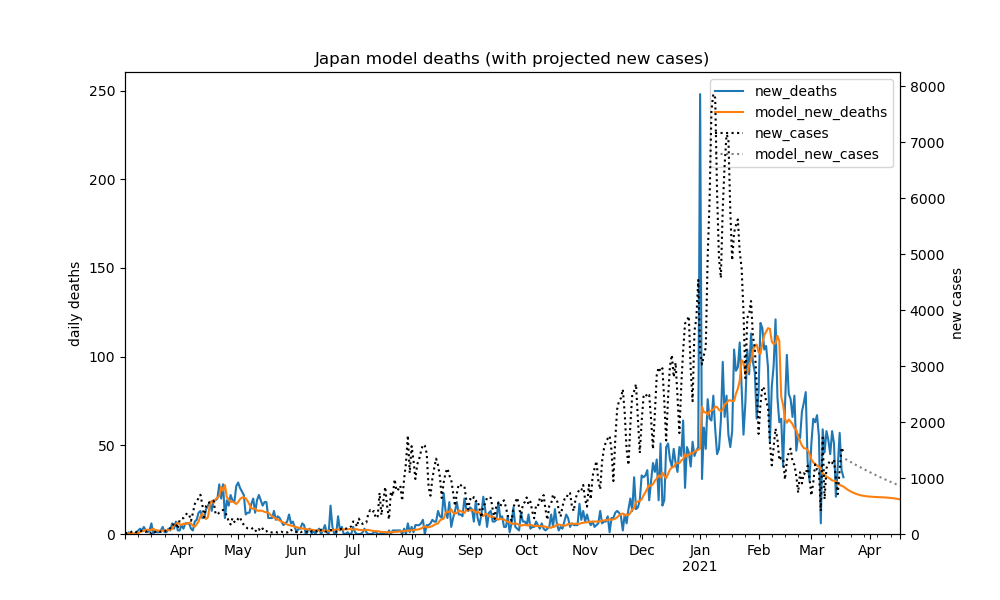 Japan model deaths (with projected new cases)
daily deaths
250
200
150
100
50
0
new_deaths
model_new_deaths
new_cases
model_new_cases
8000
7000
6000
5000
4000
3000
2000
1000
0
new cases
Apr May Jun Jul Aug Sep Oct Nov Dec Jan Feb Mar Apr
2021